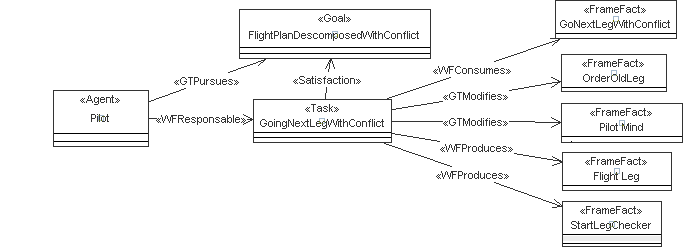 «Goal»
FlightPlanDescomposedWithConflict
«FrameFact»
GoNextLegWithConflict
«GTPursues»
«Satisfaction»
«WFConsumes»
«FrameFact»
OrderOldLeg
«GTModifies»
«Agent»
Pilot
«WFResponsable»
«Task»
GoingNextLegWithConflict
«GTModifies»
«FrameFact»
Pilot Mind
«WFProduces»
«FrameFact»
Flight Leg
«WFProduces»
«FrameFact»
StartLegChecker